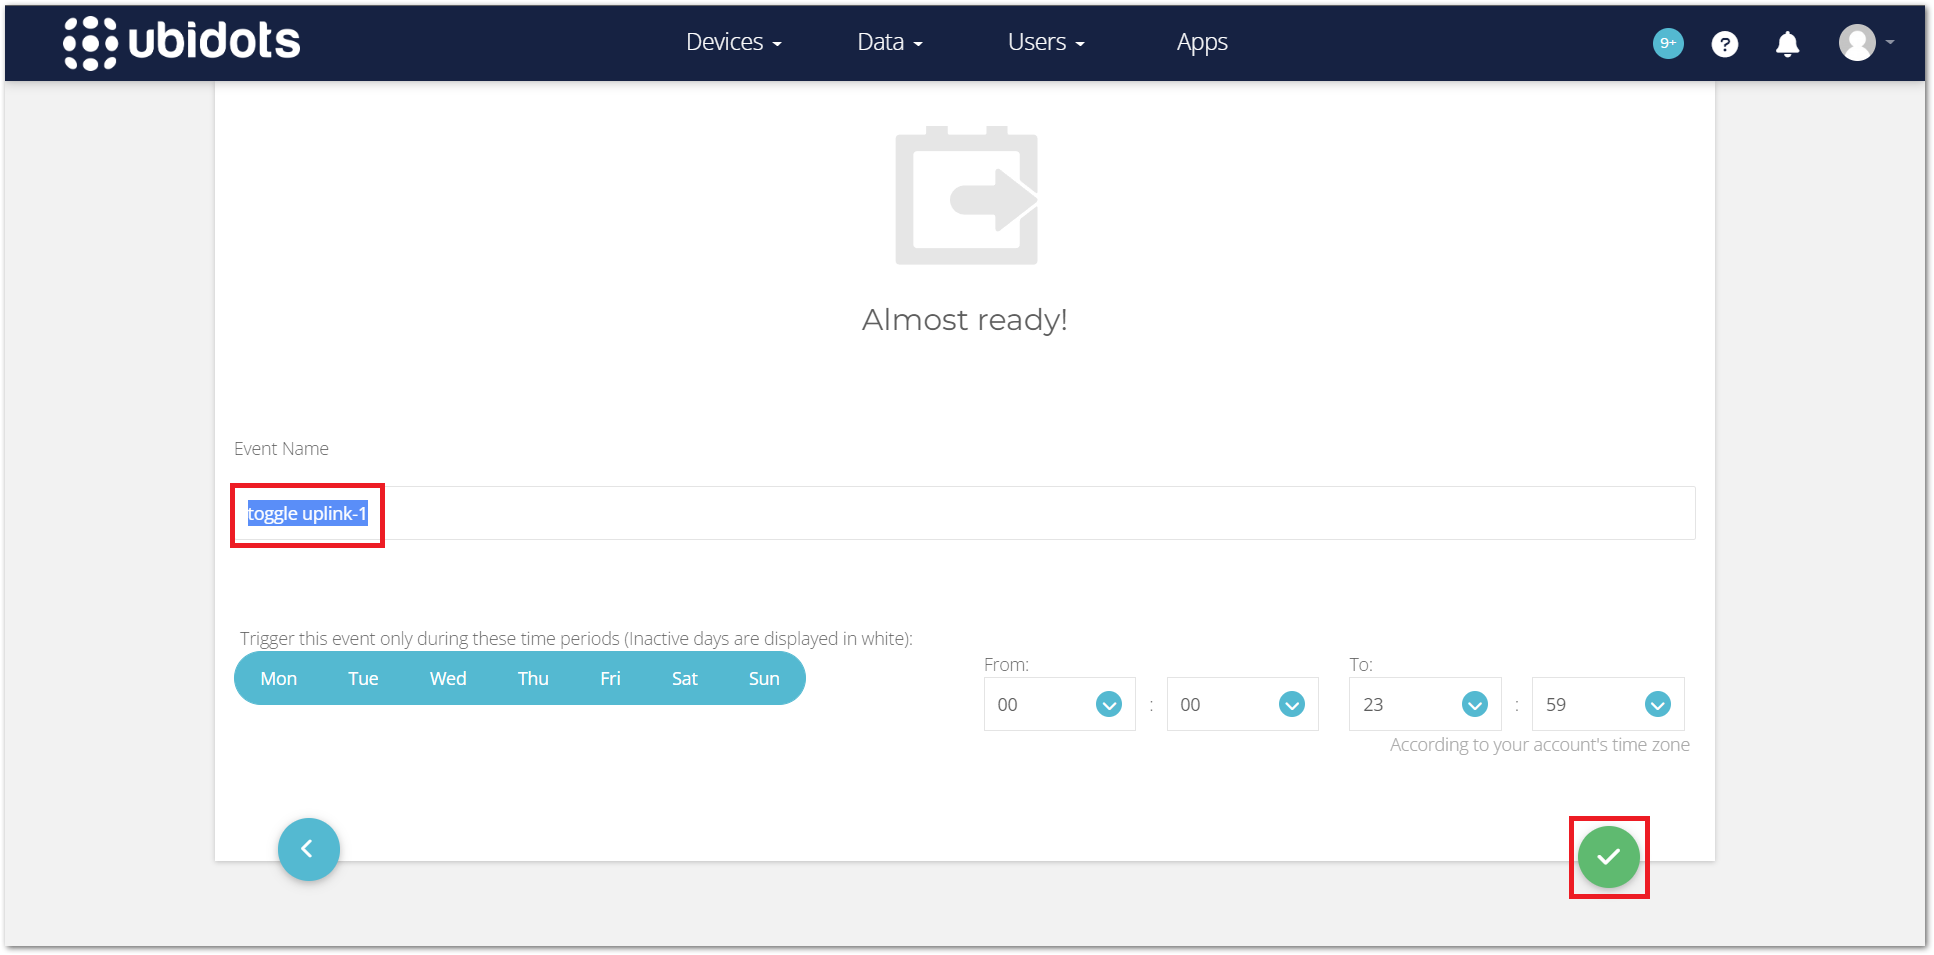 ubidots
Devices
Data
Users
Apps
9+
?
Almost ready!
Event Name
toggle uplink-1
Trigger this event only during these time periods (Inactive days are displayed in white):
Mon Tue Wed Thu Fri Sat Sun
From:
00 : 00
To:
23 : 59
According to your account's time zone